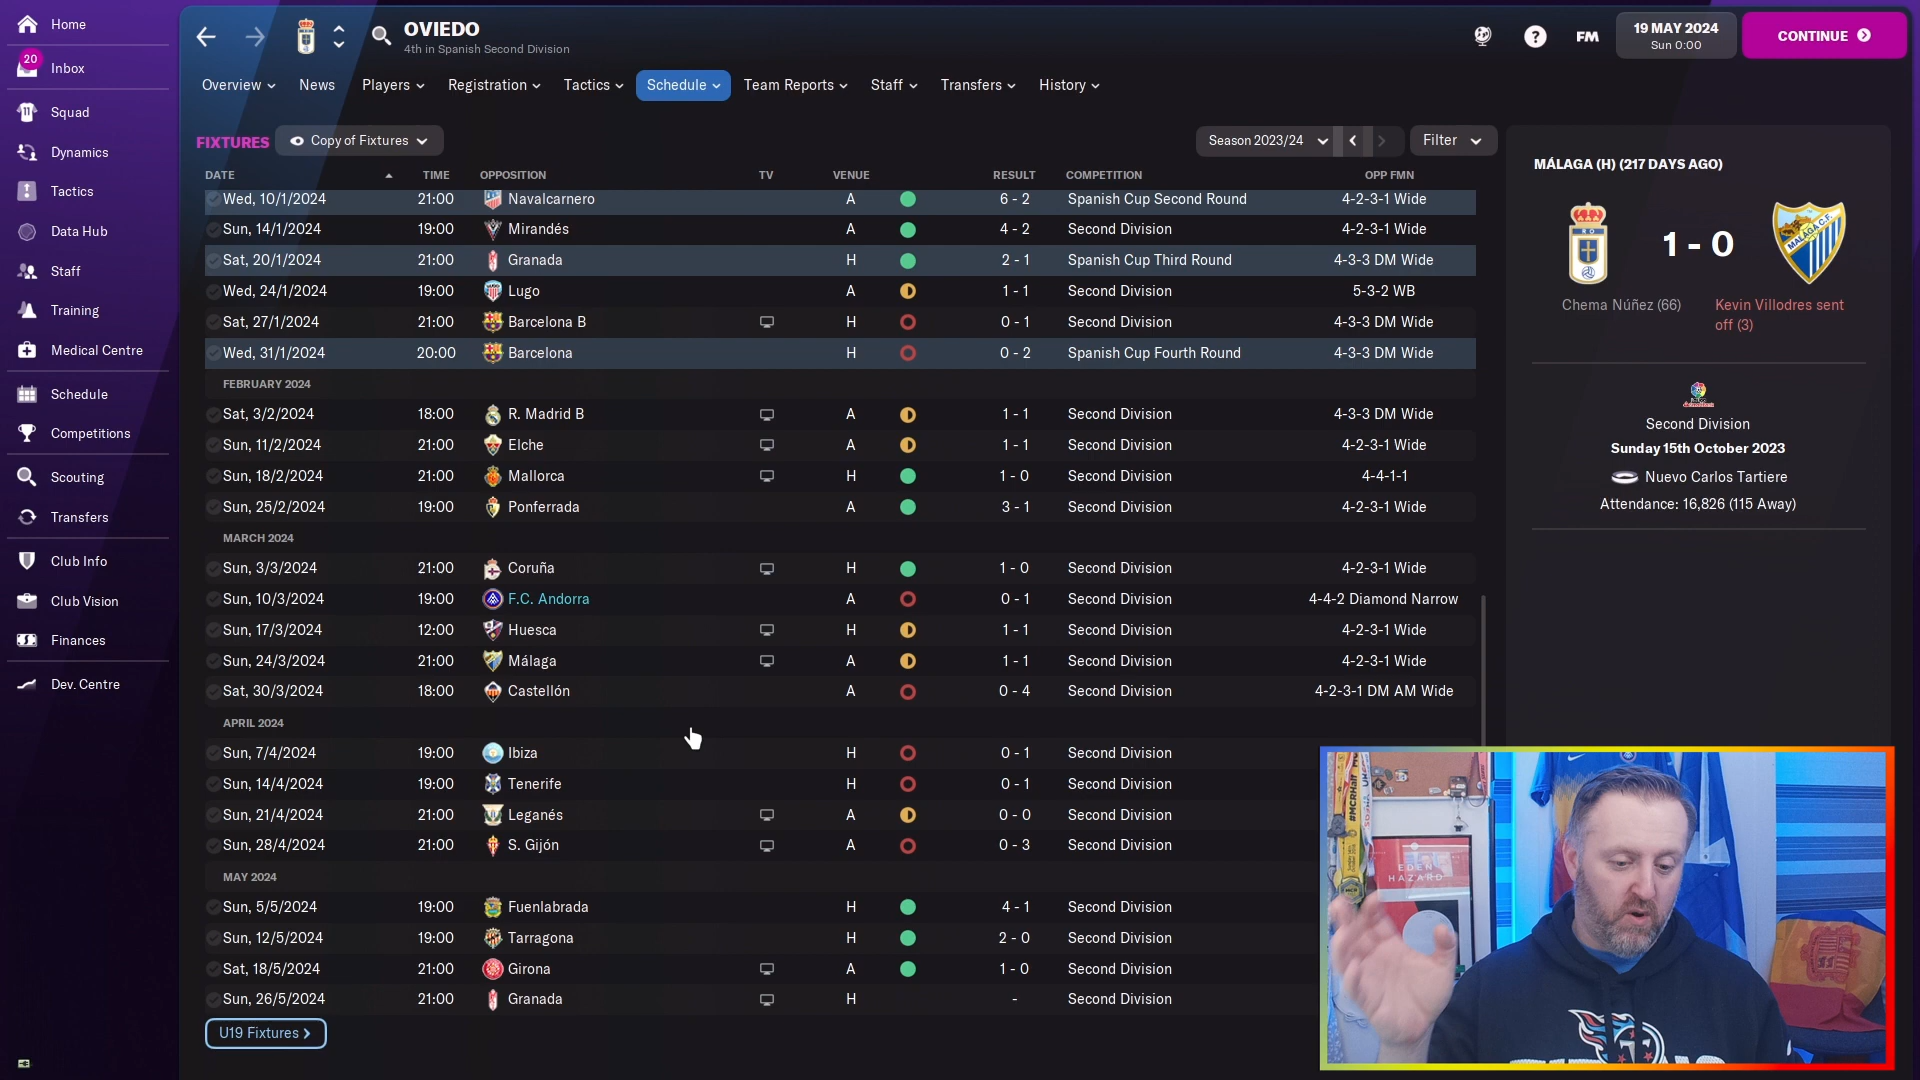 Home
20
Inbox
Squad
Dynamics
Tactics
Data Hub
Staff
Training
Medical Centre
Schedule
Competitions
Scouting
Transfers
Club Info
Club Vision
Finances
Dev. Centre
OVIEDO
4th in Spanish Second Division
?
FM
19 MAY 2024
Sun 0:00
CONTINUE
Overview News Players Registration Tactics Schedule Team Reports Staff Transfers History
FIXTURES Copy of Fixtures Season 2023/24 Filter
DATE TIME OPPOSITION TV VENUE RESULT COMPETITION OPP FMN
Wed, 10/1/2024 21:00 Navalcarnero A 6 - 2 Spanish Cup Second Round 4-2-3-1 Wide
Sun, 14/1/2024 19:00 Mirandés A 4 - 2 Second Division 4-2-3-1 Wide
Sat, 20/1/2024 21:00 Granada H 2 - 1 Spanish Cup Third Round 4-3-3 DM Wide
Wed, 24/1/2024 19:00 Lugo A 1 - 1 Second Division 5-3-2 WB
Sat, 27/1/2024 21:00 Barcelona B H 0 - 1 Second Division 4-3-3 DM Wide
Wed, 31/1/2024 20:00 Barcelona H 0 - 2 Spanish Cup Fourth Round 4-3-3 DM Wide
FEBRUARY 2024
Sat, 3/2/2024 18:00 R. Madrid B A 1 - 1 Second Division 4-3-3 DM Wide
Sun, 11/2/2024 21:00 Elche A 1 - 1 Second Division 4-2-3-1 Wide
Sun, 18/2/2024 21:00 Mallorca H 1 - 0 Second Division 4-4-1-1
Sun, 25/2/2024 19:00 Ponferrada A 3 - 1 Second Division 4-2-3-1 Wide
MARCH 2024
Sun, 3/3/2024 21:00 Coruña H 1 - 0 Second Division 4-2-3-1 Wide
Sun, 10/3/2024 19:00 F.C. Andorra A 0 - 1 Second Division 4-4-2 Diamond Narrow
Sun, 17/3/2024 12:00 Huesca H 1 - 1 Second Division 4-2-3-1 Wide
Sun, 24/3/2024 21:00 Málaga A 1 - 1 Second Division 4-2-3-1 Wide
Sat, 30/3/2024 18:00 Castellón A 0 - 4 Second Division 4-2-3-1 DM AM Wide
APRIL 2024
Sun, 7/4/2024 19:00 Ibiza H 0 - 1 Second Division
Sun, 14/4/2024 19:00 Tenerife H 0 - 1 Second Division
Sun, 21/4/2024 21:00 Leganés A 0 - 0 Second Division
Sun, 28/4/2024 21:00 S. Gijón A 0 - 3 Second Division
MAY 2024
Sun, 5/5/2024 19:00 Fuenlabrada H 4 - 1 Second Division
Sun, 12/5/2024 19:00 Tarragona H 2 - 0 Second Division
Sat, 18/5/2024 21:00 Girona A 1 - 0 Second Division
Sun, 26/5/2024 21:00 Granada H - Second Division
U19 Fixtures
MÁLAGA (H) (217 DAYS AGO)
1 - 0
Chema Núñez (66)
Kevin Villodres sent
off (3)
Second Division
Sunday 15th October 2023
Nuevo Carlos Tartiere
Attendance: 16,826 (115 Away)
EDEN
HAZARD